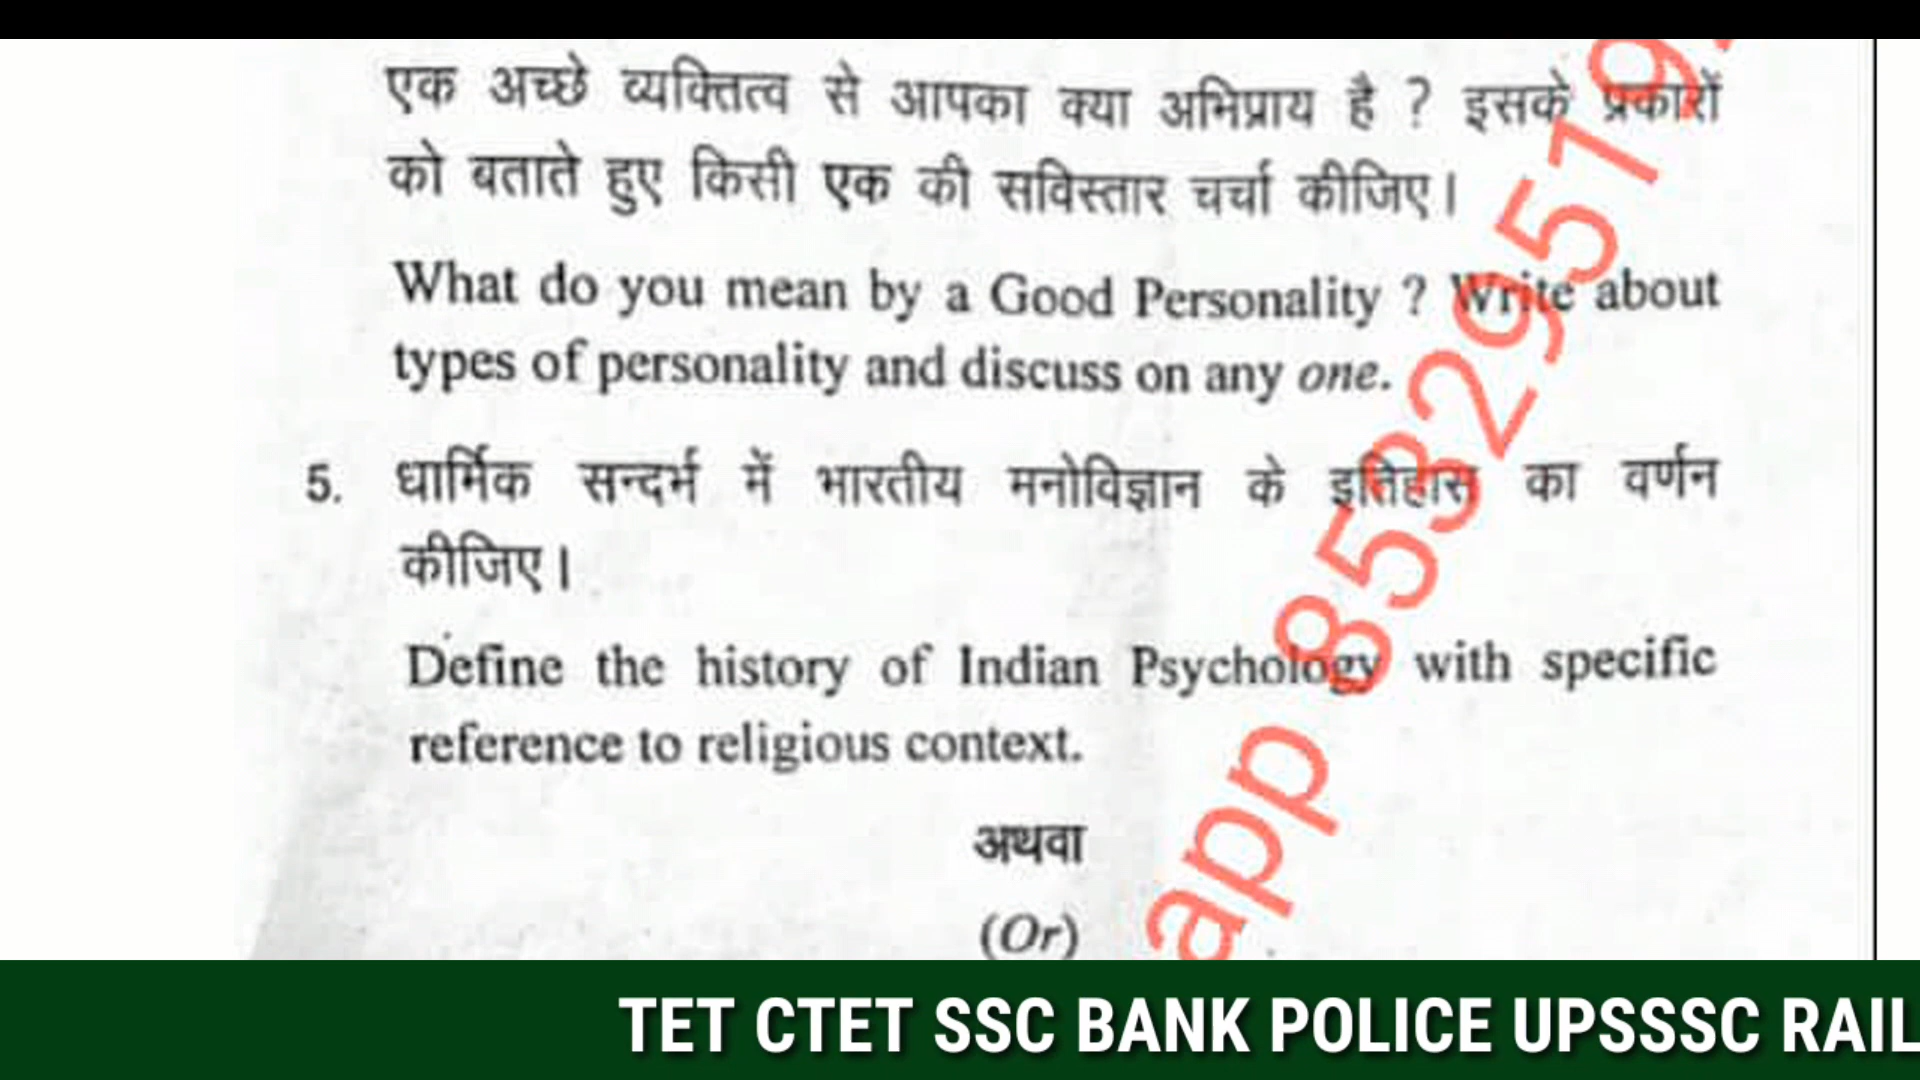 एक अच्छे व्यक्तित्व से आपका क्या अभिप्राय है ? इसके प्रकारों
को बताते हुए किसी एक की सविस्तार चर्चा कीजिए।
What do you mean by a Good Personality ? Write about
types of personality and discuss on any one.
5. धार्मिक सन्दर्भ में भारतीय मनोविज्ञान के इतिहास का वर्णन
कीजिए।
Define the history of Indian Psychology with specific
reference to religious context.
अथवा
(Or)
app 85329519
TET CTET SSC BANK POLICE UPSSSC RAIL